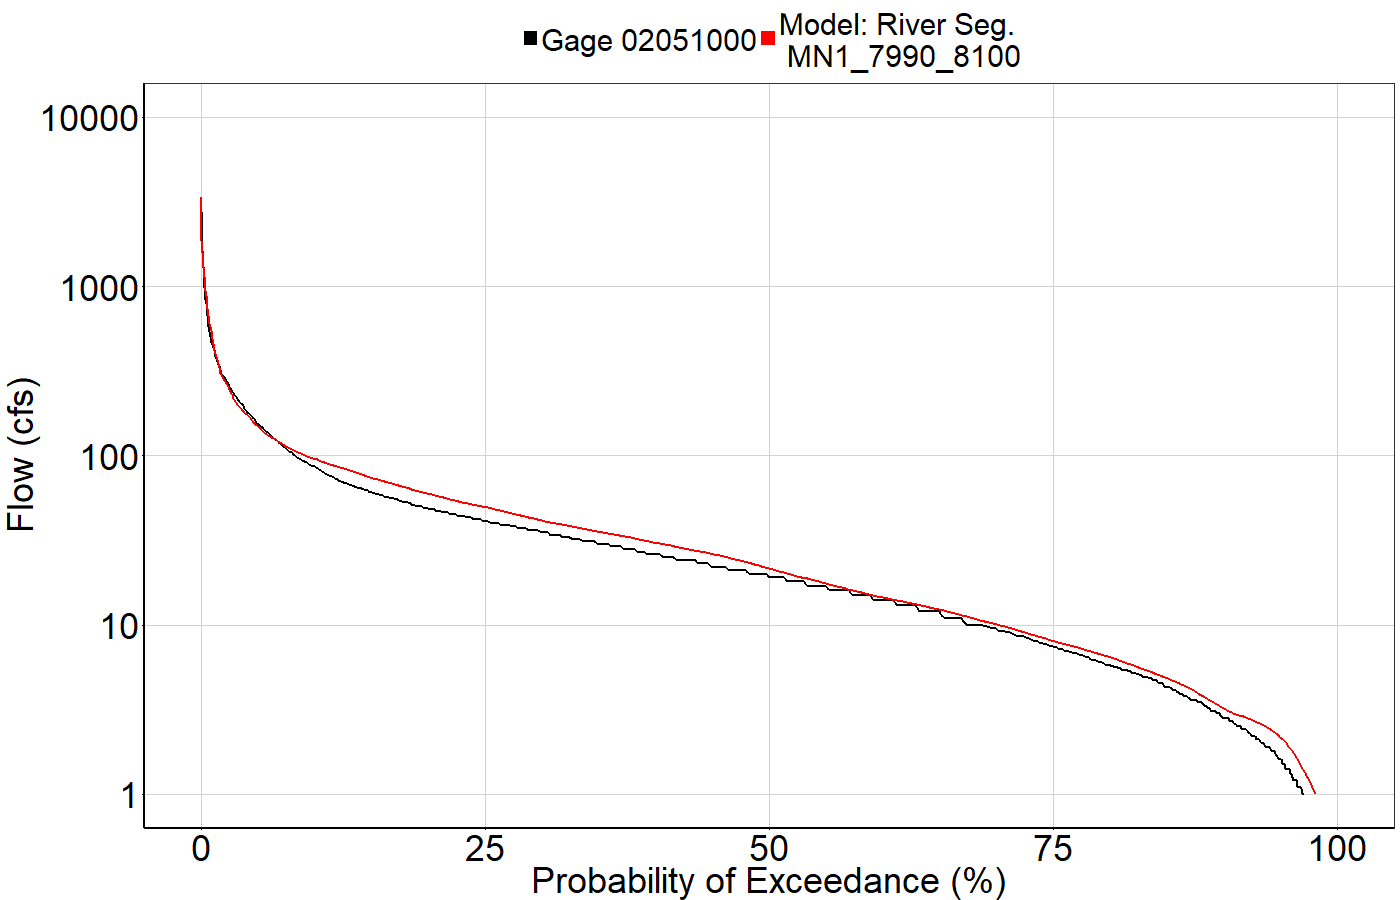 Gage 02051000
Model: River Seg.
MN1_7990_8100
Flow (cfs)
10000
1000
100
10
1
0 25 50 75 100
Probability of Exceedance (%)